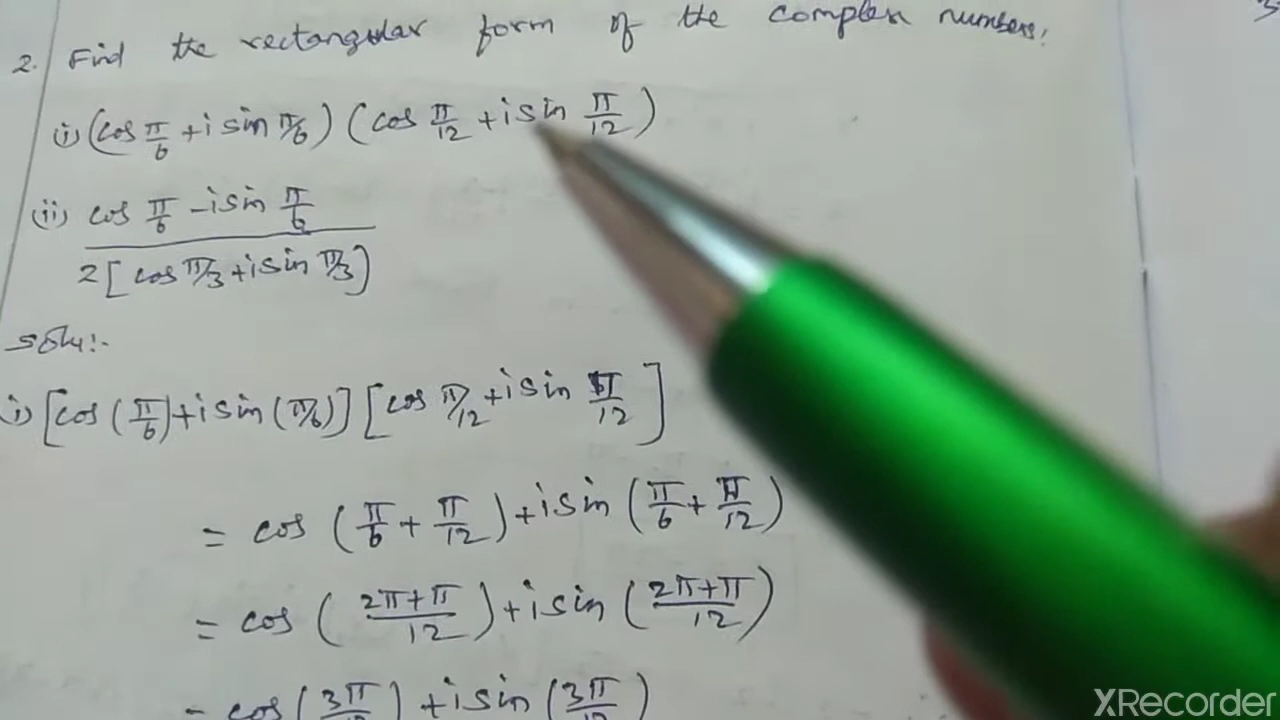 2. Find the rectangular form of the complex numbers:
i) (cos π/6 + i sin π/6) (cos π/12 + i sin π/12)
(ii) cos π/6 - i sin π/6
2[cos π/3 + i sin π/3]
Soln:-
i) [cos (π/6) + i sin (π/6)] [cos π/12 + i sin π/12]
= cos (π/6 + π/12) + i sin (π/6 + π/12)
= cos (2π+π/12) + i sin (2π+π/12)
= cos (3π/12) + i sin (3π/12)
XRecorder